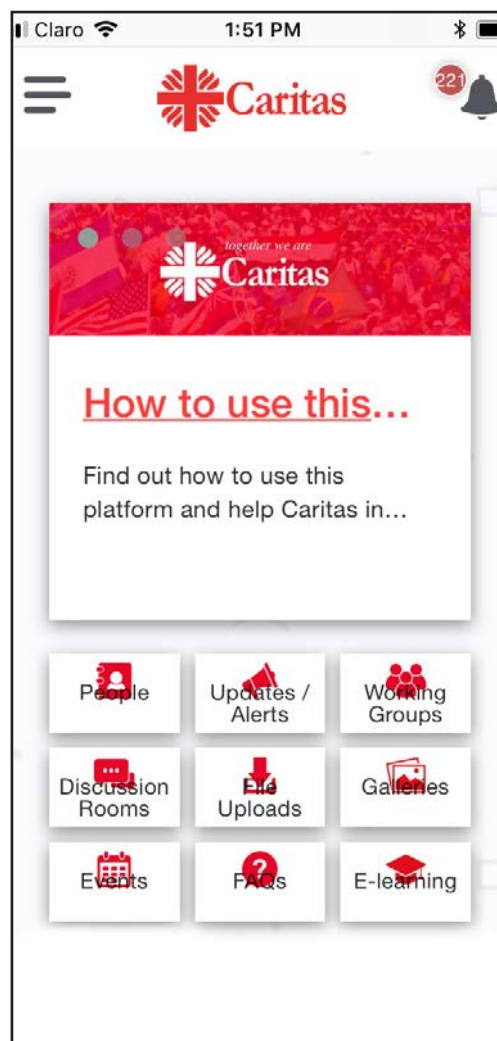 Claro 1:51 PM
Caritas 221
together we are
Caritas
How to use this...
Find out how to use this
platform and help Caritas in...
People Updates / Alerts Working Groups
Discussion Rooms File Uploads Galleries
Events FAQs E-learning